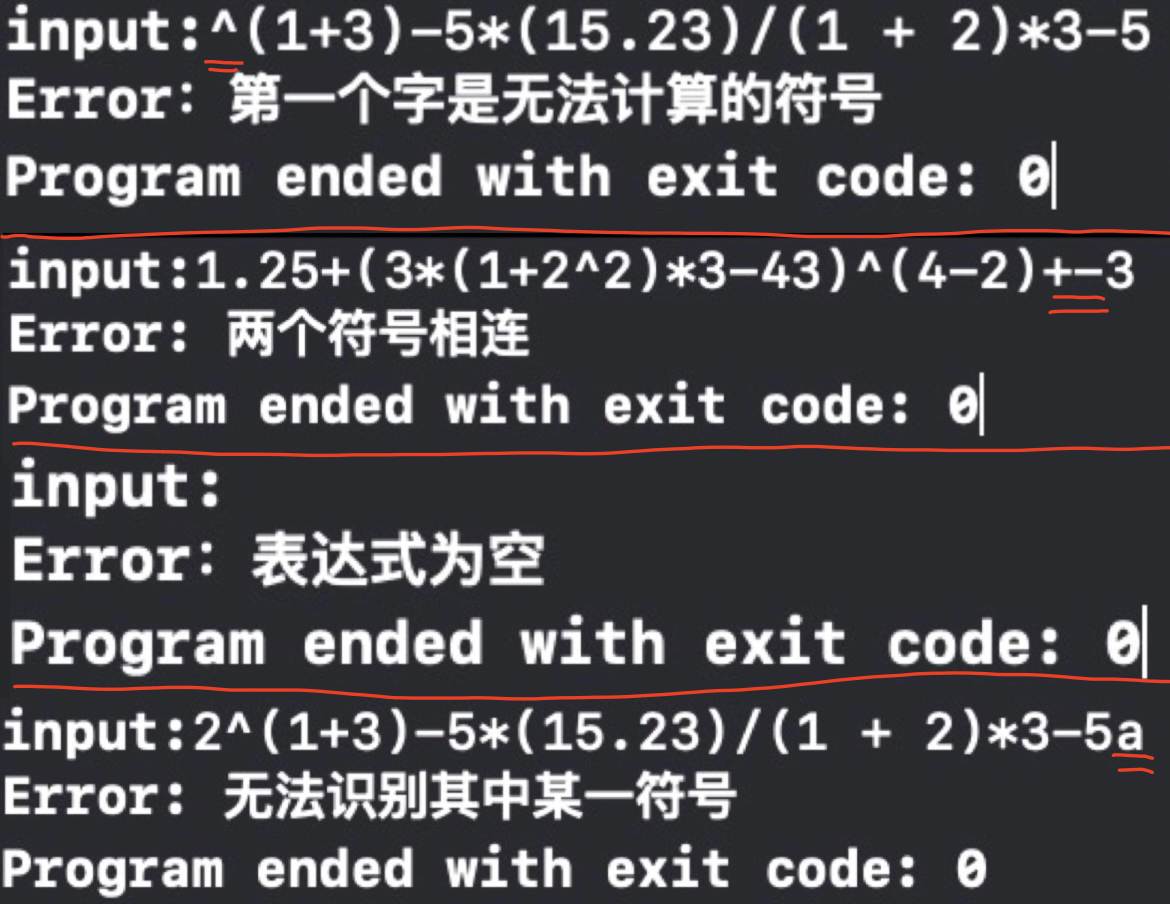 input:^(1+3)-5*(15.23)/(1 + 2)*3-5
Error: 第一个字是无法计算的符号
Program ended with exit code: 0
input:1.25+(3*(1+2^2)*3-43)^(4-2)+-3
Error: 两个符号相连
Program ended with exit code: 0
input:
Error: 表达式为空
Program ended with exit code: 0
input:2^(1+3)-5*(15.23)/(1 + 2)*3-5a
Error: 无法识别其中某一符号
Program ended with exit code: 0